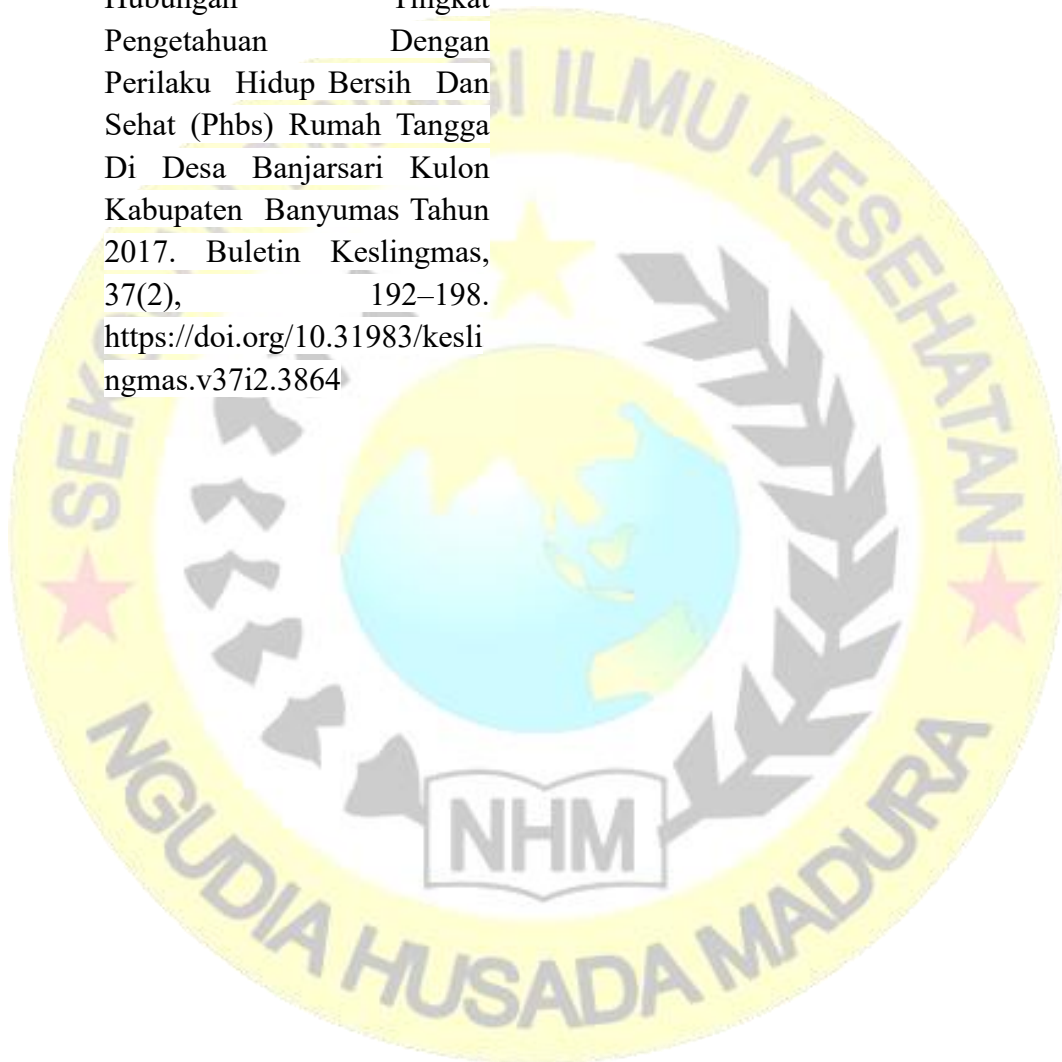 Hubungan Tingkat
Pengetahuan Dengan
Perilaku Hidup Bersih Dan
Sehat (Phbs) Rumah Tangga
Di Desa Banjarsari Kulon
Kabupaten Banyumas Tahun
2017. Buletin Keslingmas,
37(2), 192–198.
https://doi.org/10.31983/kesli
ngmas.v37i2.3864
ILMU KESEHATAN
NHM
NGUDIA HUSADA MADURA